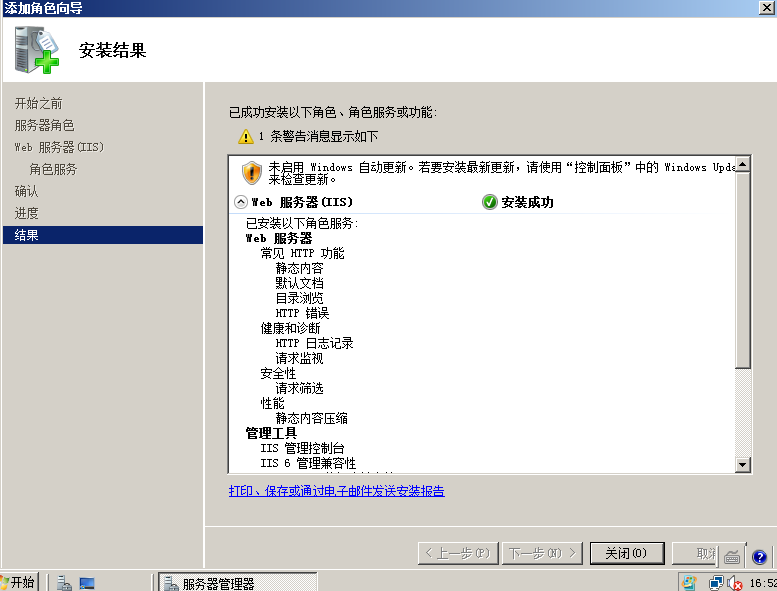 添加角色向导
安装结果
开始之前
服务器角色
Web 服务器(IIS)
角色服务
确认
进度
结果
已成功安装以下角色、角色服务或功能:
1 条警告消息显示如下
未启用 Windows 自动更新。若要安装最新更新，请使用“控制面板”中的 Windows Upda
来检查更新。
Web 服务器(IIS) 安装成功
已安装以下角色服务:
Web 服务器
常见 HTTP 功能
静态内容
默认文档
目录浏览
HTTP 错误
健康和诊断
HTTP 日志记录
请求监视
安全性
请求筛选
性能
静态内容压缩
管理工具
IIS 管理控制台
IIS 6 管理兼容性
打印、保存或通过电子邮件发送安装报告
< 上一步(P) 下一步(N) > 关闭(O) 取消
开始 服务器管理器 16:52